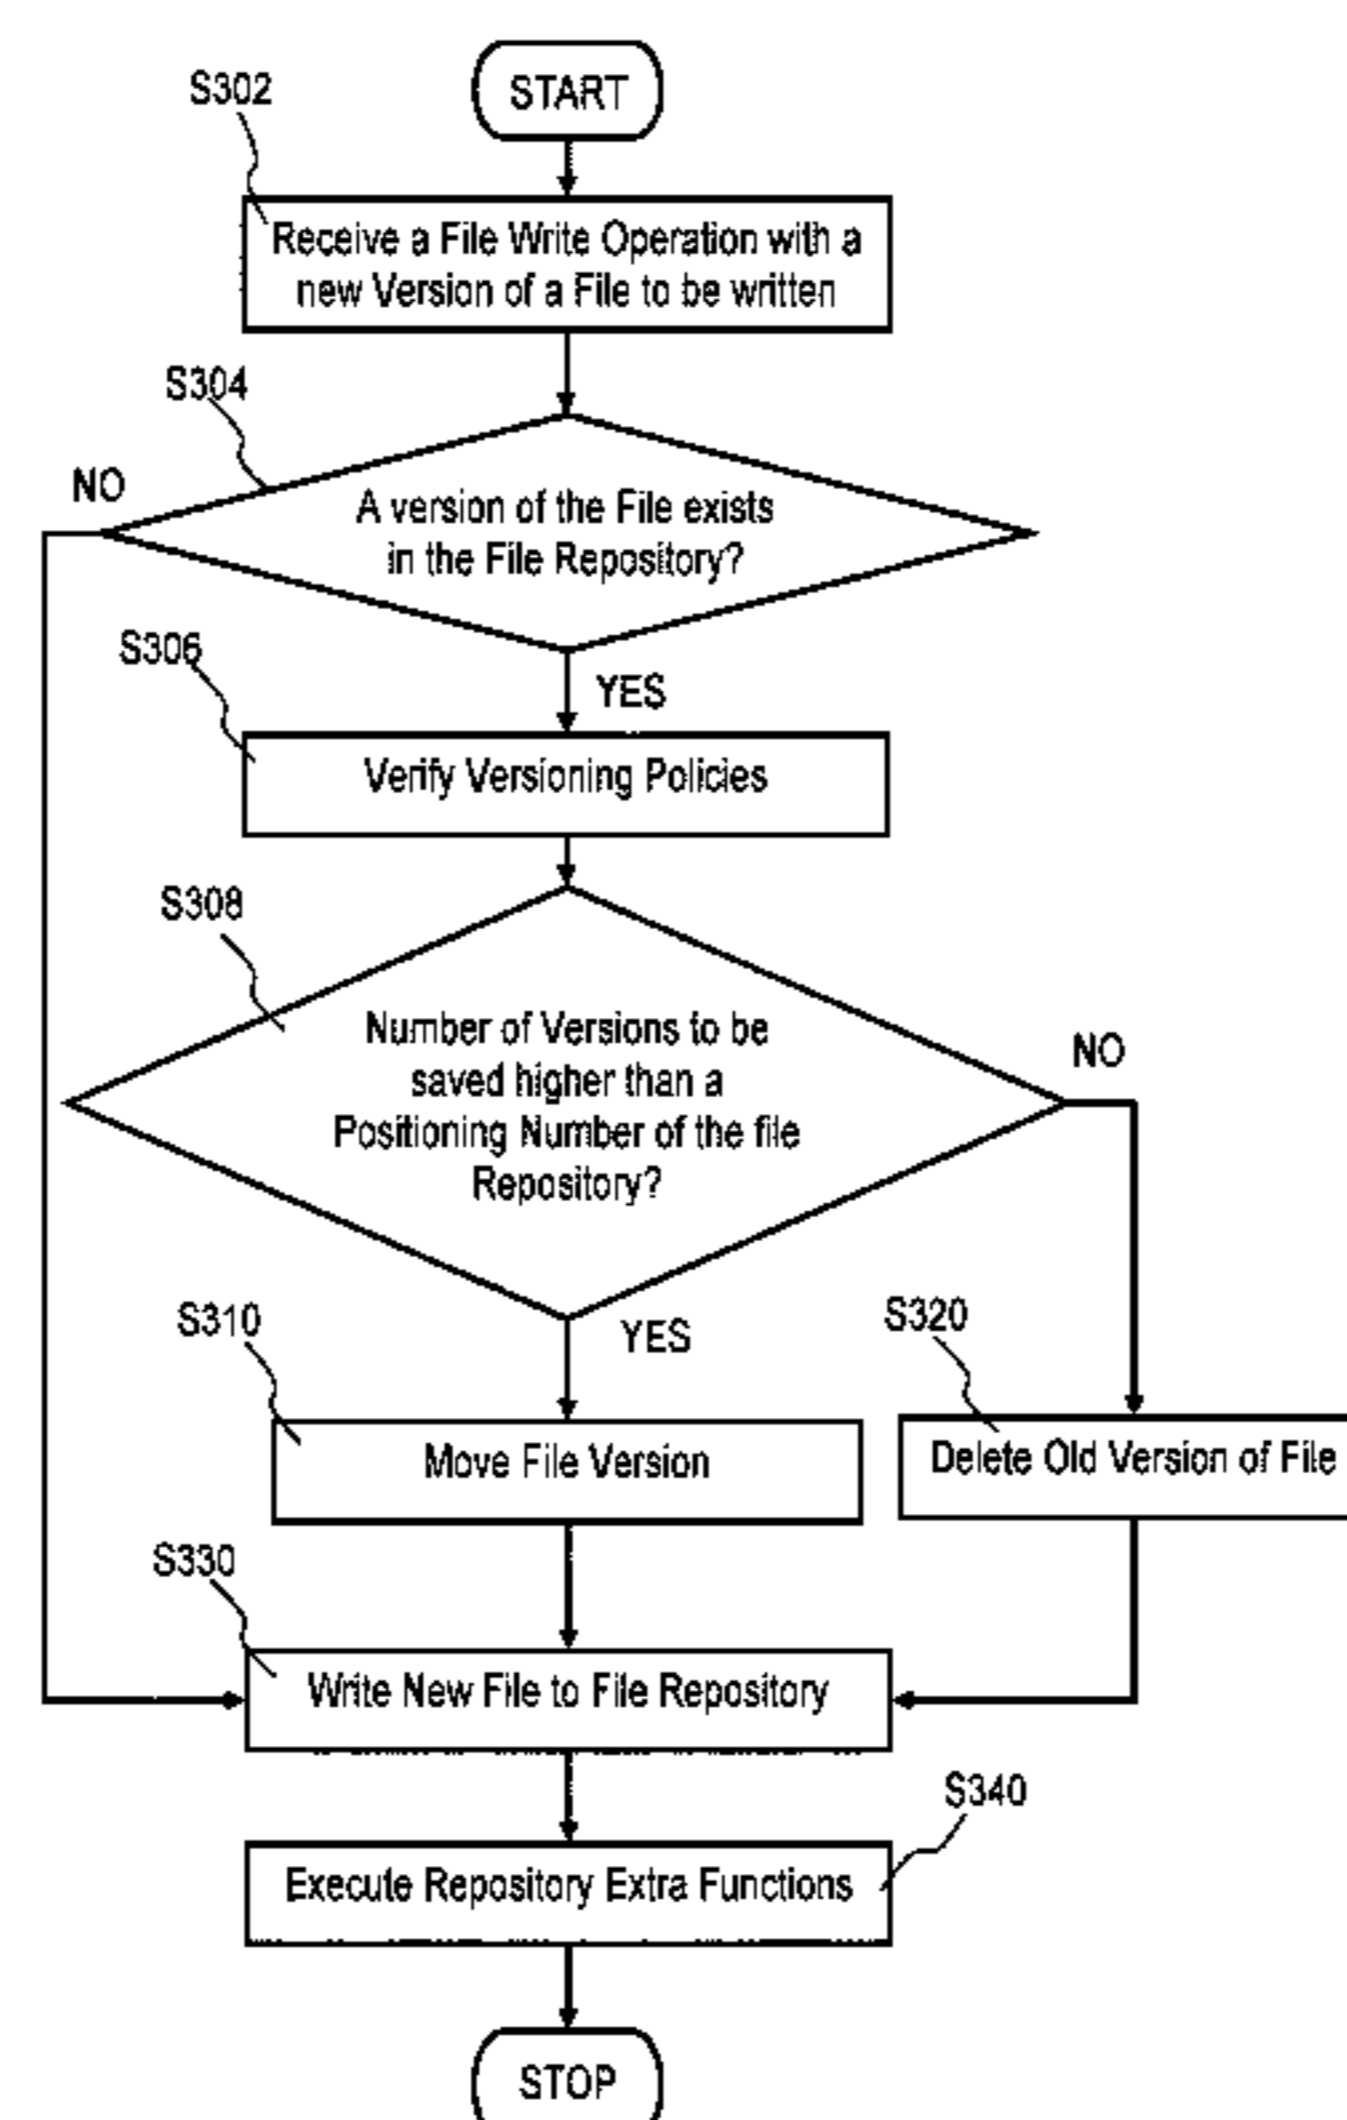 START
S302
Receive a File Write Operation with a
new Version of a File to be written
S304
NO
A version of the File exists
in the File Repository?
S306
YES
Verify Versioning Policies
S308
Number of Versions to be
saved higher than a
Positioning Number of the file
Repository?
NO
S310
YES
S320
Move File Version
Delete Old Version of File
S330
Write New File to File Repository
S340
Execute Repository Extra Functions
STOP